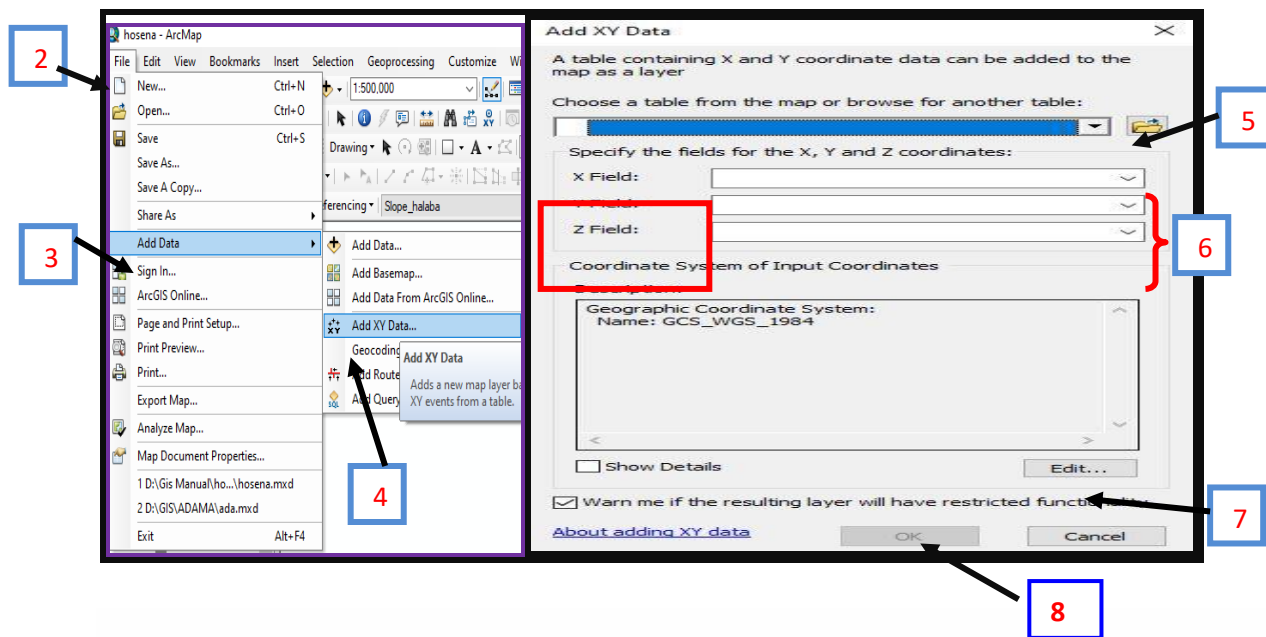 2
hosena - ArcMap
File Edit View Bookmarks Insert Selection Geoprocessing Customize
New... Ctrl+N
1:500,000
Open... Ctrl+O
Save Ctrl+S
Drawing
A
Save As...
Save A Copy...
Share As
ferencing Slope_halaba
3
Add Data
Add Data...
Sign In...
Add Basemap...
ArcGIS Online...
Add Data From ArcGIS Online...
Page and Print Setup...
XY Add XY Data...
Print Preview...
Geocoding
Add XY Data
Print...
Add Route
Adds a new map layer ba
Export Map...
SQL Add Query
XY events from a table.
Analyze Map...
Map Document Properties...
4
1 D:\Gis Manual\ho...\hosena.mxd
2 D:\GIS\ADAMA\ada.mxd
Exit Alt+F4
Add XY Data
A table containing X and Y coordinate data can be added to the
map as a layer
Choose a table from the map or browse for another table:
5
Specify the fields for the X, Y and Z coordinates:
X Field:
Z Field:
6
Coordinate System of Input Coordinates
Geographic Coordinate System:
Name: GCS_WGS_1984
Show Details
Edit...
Warn me if the resulting layer will have restricted functionality
7
About adding XY data
OK
Cancel
8